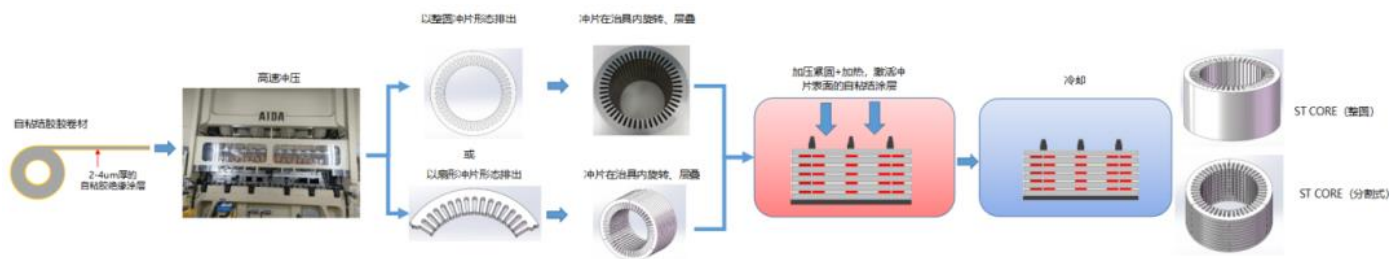 自粘结胶胶卷材
2-4um厚的
自粘胶绝缘涂层
高速冲压
AIDA
以整圆冲片形态排出
冲片在治具内旋转、层叠
或
以扇形冲片形态排出
冲片在治具内旋转、层叠
加压紧固+加热，激活冲
片表面的自粘结涂层
冷却
ST CORE（整圆）
ST CORE（分割式）